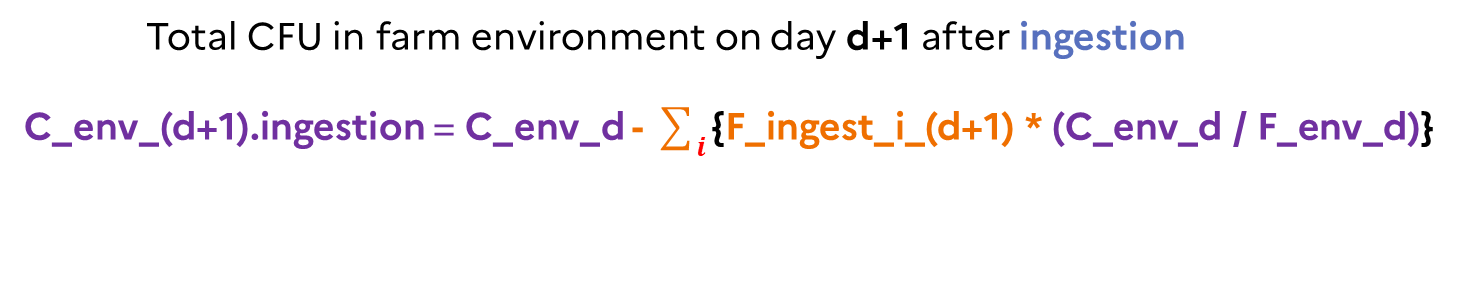 Total CFU in farm environment on day d+1 after ingestion
C_env_(d+1).ingestion = C_env_d - ∑i {F_ingest_i_(d+1) * (C_env_d / F_env_d)}